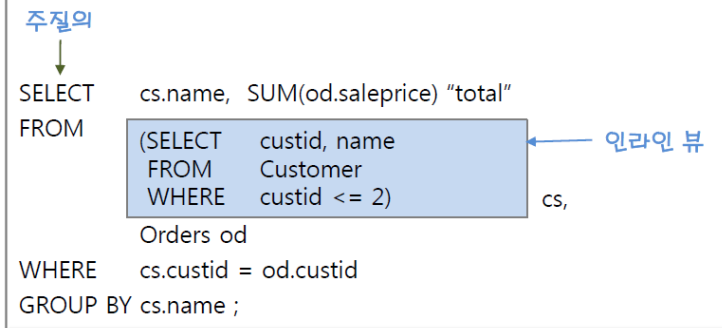 주질의
SELECT cs.name, SUM(od.saleprice) “total”
FROM
(SELECT custid, name
인라인 뷰
FROM Customer
WHERE custid <= 2)
cs,
Orders od
WHERE cs.custid = od.custid
GROUP BY cs.name ;